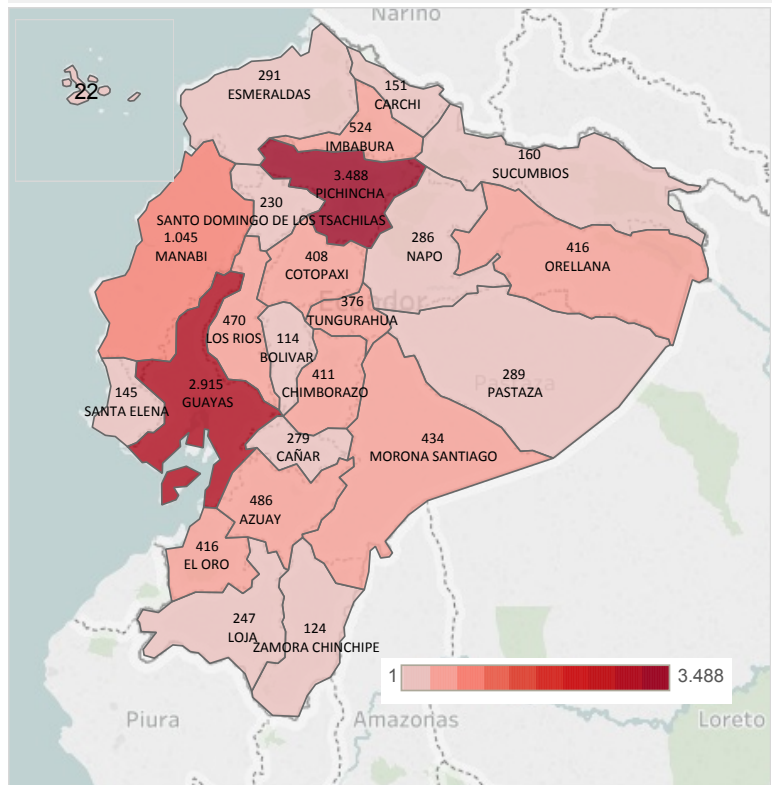 Nariño
22
291
ESMERALDAS
151
CARCHI
524
IMBABURA
160
SUCUMBIOS
3.488
PICHINCHA
230
SANTO DOMINGO DE LOS TSACHILAS
1.045
MANABI
286
NAPO
416
ORELLANA
408
COTOPAXI
Ecuador
376
TUNGURAHUA
470
LOS RIOS
114
BOLIVAR
411
CHIMBORAZO
289
Pastaza
PASTAZA
145
SANTA ELENA
2.915
GUAYAS
279
CAÑAR
434
MORONA SANTIAGO
486
AZUAY
416
EL ORO
247
LOJA
124
ZAMORA CHINCHIPE
1
3.488
Piura
Amazonas
Loreto